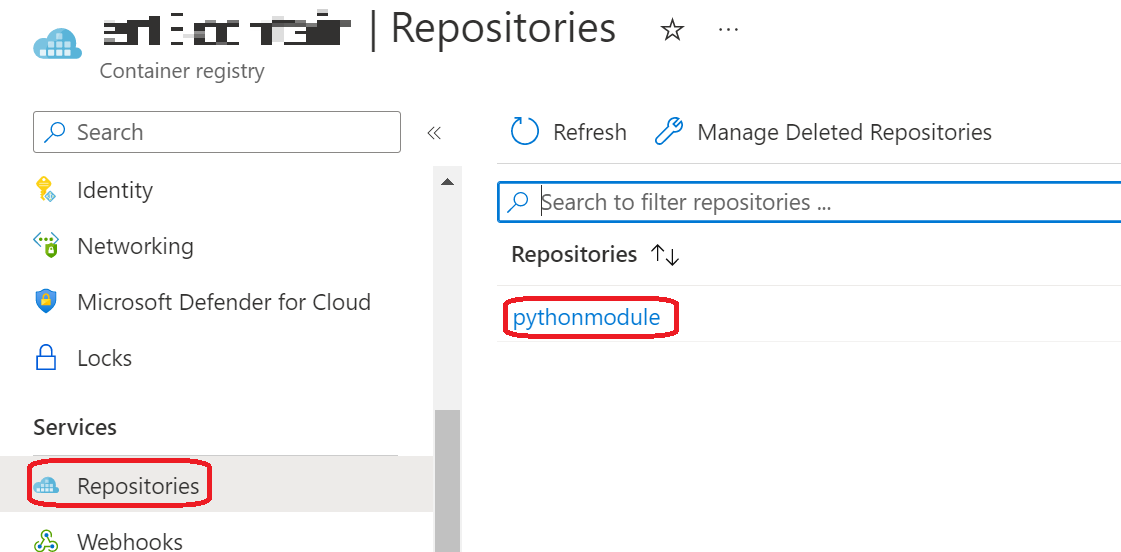 | Repositories ☆ ...
Container registry
Search «
Identity
Networking
Microsoft Defender for Cloud
Locks
Services
Repositories
Webhooks
Refresh Manage Deleted Repositories
Search to filter repositories ...
Repositories ↑↓
pythonmodule